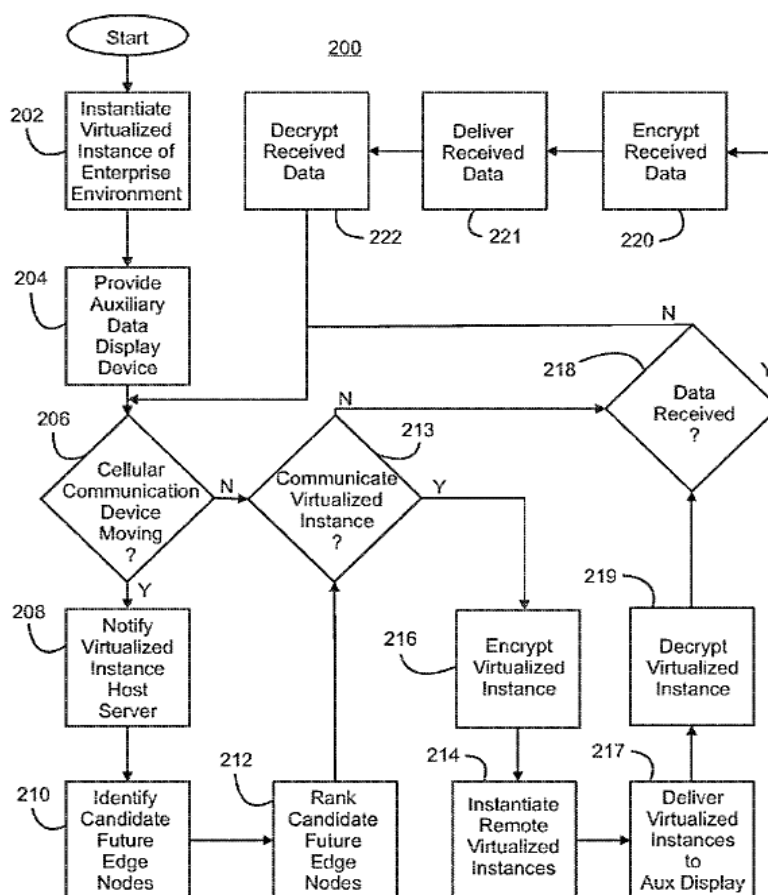 Start
200
202
Instantiate
Virtualized
Instance of
Enterprise
Environment
Decrypt
Received
Data
222
Deliver
Received
Data
221
Encrypt
Received
Data
220
204
Provide
Auxiliary
Data
Display
Device
206
Cellular
Communication
Device
Moving
?
N
Y
213
Communicate
Virtualized
Instance
?
N
Y
218
Data
Received
?
N
Y
208
Notify
Virtualized
Instance
Host
Server
216
Encrypt
Virtualized
Instance
219
Decrypt
Virtualized
Instance
210
Identify
Candidate
Future
Edge
Nodes
212
Rank
Candidate
Future
Edge
Nodes
214
Instantiate
Remote
Virtualized
Instances
217
Deliver
Virtualized
Instances
to
Aux Display